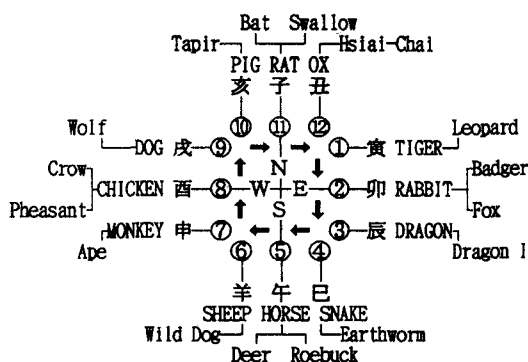 Bat Swallow
Tapir Hsiai-Chai
PIG RAT OX
亥 子 丑
⑩ ⑪ ⑫
Wolf Leopard
DOG 戌 ⑨ ➡ ➡ ① 寅 TIGER
Crow N Badger
CHICKEN 酉 ⑧ W E ② 卯 RABBIT
Pheasant S Fox
MONKEY 申 ⑦ ③ 辰 DRAGON
Ape Dragon I
⑥ ⑤ ④
羊 午 巳
SHEEP HORSE SNAKE
Wild Dog Earthworm
Deer Roebuck